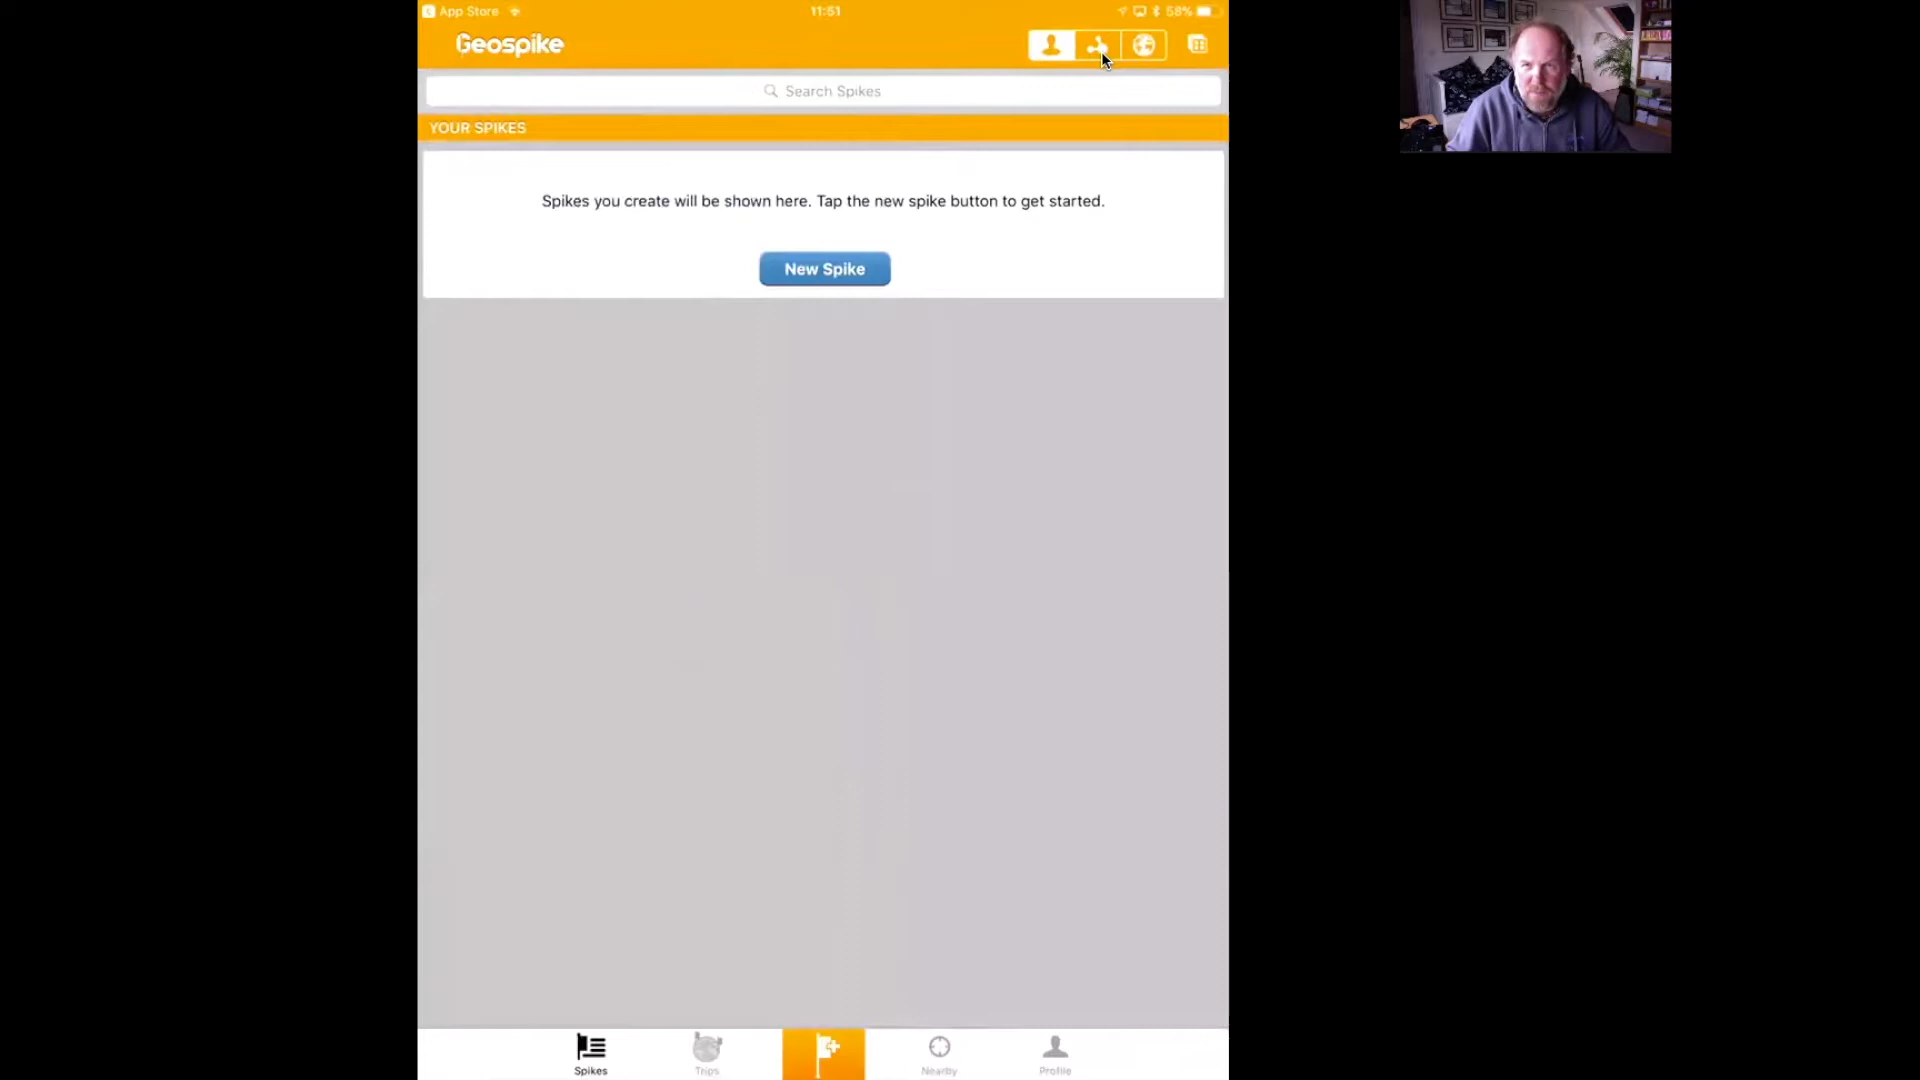 App Store
11:51
58%
Geospike
Search Spikes
YOUR SPIKES
Spikes you create will be shown here. Tap the new spike button to get started.
New Spike
Spikes
Trips
Nearby
Profile